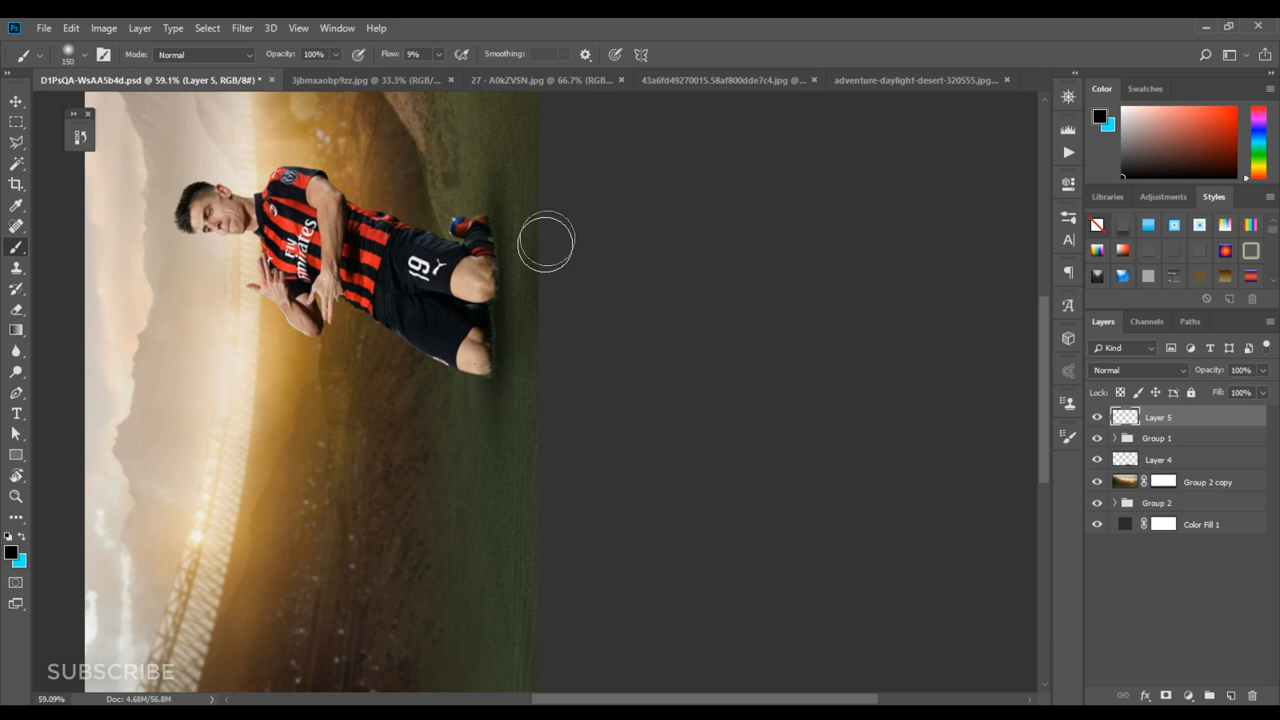 Ps File Edit Image Layer Type Select Filter 3D View Window Help
150 Mode: Normal Opacity: 100% Flow: 9% Smoothing:
D1PsQA-WsAA5b4d.psd @ 59.1% (Layer 5, RGB/8#) * × 3jbmxaobp9zz.jpg @ 33.3% (RGB/... × 27 - A0kZVSN.jpg @ 66.7% (RGB... × 43a6fd49270015.58af800dde7c4.jpg @... × adventure-daylight-desert-320555.jpg... ×
Color Swatches
Libraries Adjustments Styles
Fly
Emirates
19
Layers Channels Paths
Kind
Normal Opacity: 100%
Lock: Fill: 100%
Layer 5
Group 1
Layer 4
Group 2 copy
Group 2
Color Fill 1
fx
SUBSCRIBE
59.09% Doc: 4.68M/56.8M